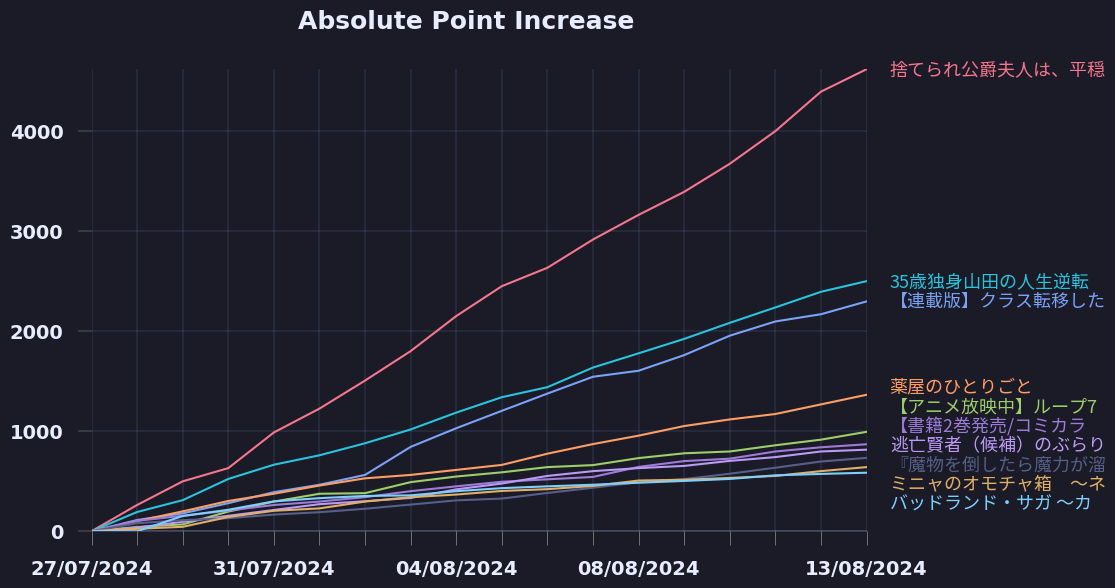 Absolute Point Increase
捨てられ公爵夫人は、平穏
4000
3000
35歳独身山田の人生逆転
【連載版】クラス転移した
2000
薬屋のひとりごと
【アニメ放映中】ループ7
1000
【書籍2巻発売/コミカラ
逃亡賢者（候補）のぶらり
『魔物を倒したら魔力が溜
ミニャのオモチャ箱　～ネ
バッドランド・サガ ～カ
0
27/07/2024
31/07/2024
04/08/2024
08/08/2024
13/08/2024